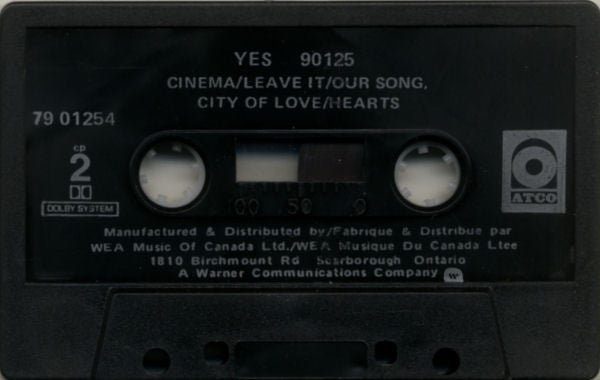 YES 90125
CINEMA/LEAVE IT/OUR SONG,
CITY OF LOVE/HEARTS
79 01254
cp
2
DOLBY SYSTEM
ATCO
100 50 0
Manufactured & Distributed by/Fabrique & Distribue par
WEA Music Of Canada Ltd./WEA Musique Du Canada Ltee
1810 Birchmount Rd Scarborough Ontario
A Warner Communications Company